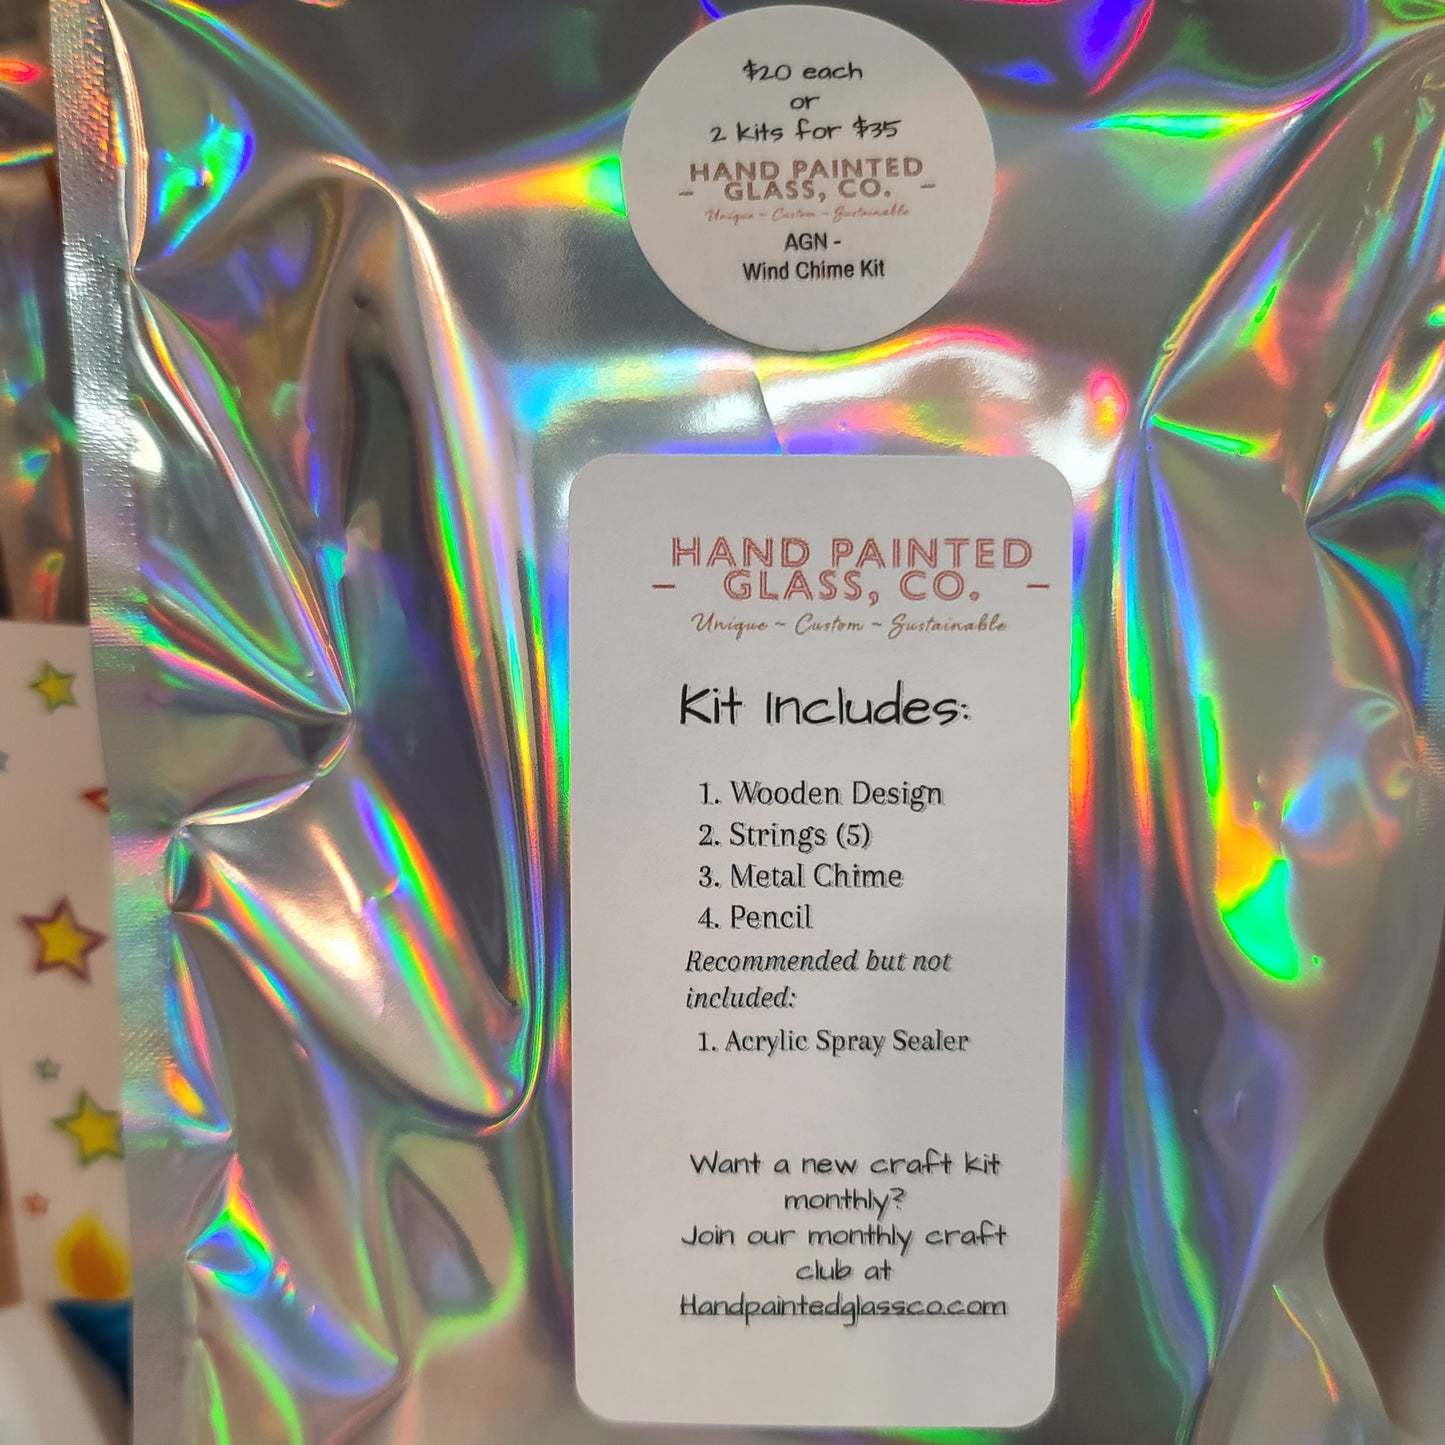 $20 each
or
2 kits for $35
HAND PAINTED
- GLASS, CO. -
Unique ~ Custom ~ Sustainable
AGN -
Wind Chime Kit
HAND PAINTED
- GLASS, CO. -
Unique ~ Custom ~ Sustainable
Kit Includes:
1. Wooden Design
2. Strings (5)
3. Metal Chime
4. Pencil
Recommended but not
included:
1. Acrylic Spray Sealer
Want a new craft kit
monthly?
Join our monthly craft
club at
Handpaintedglassco.com